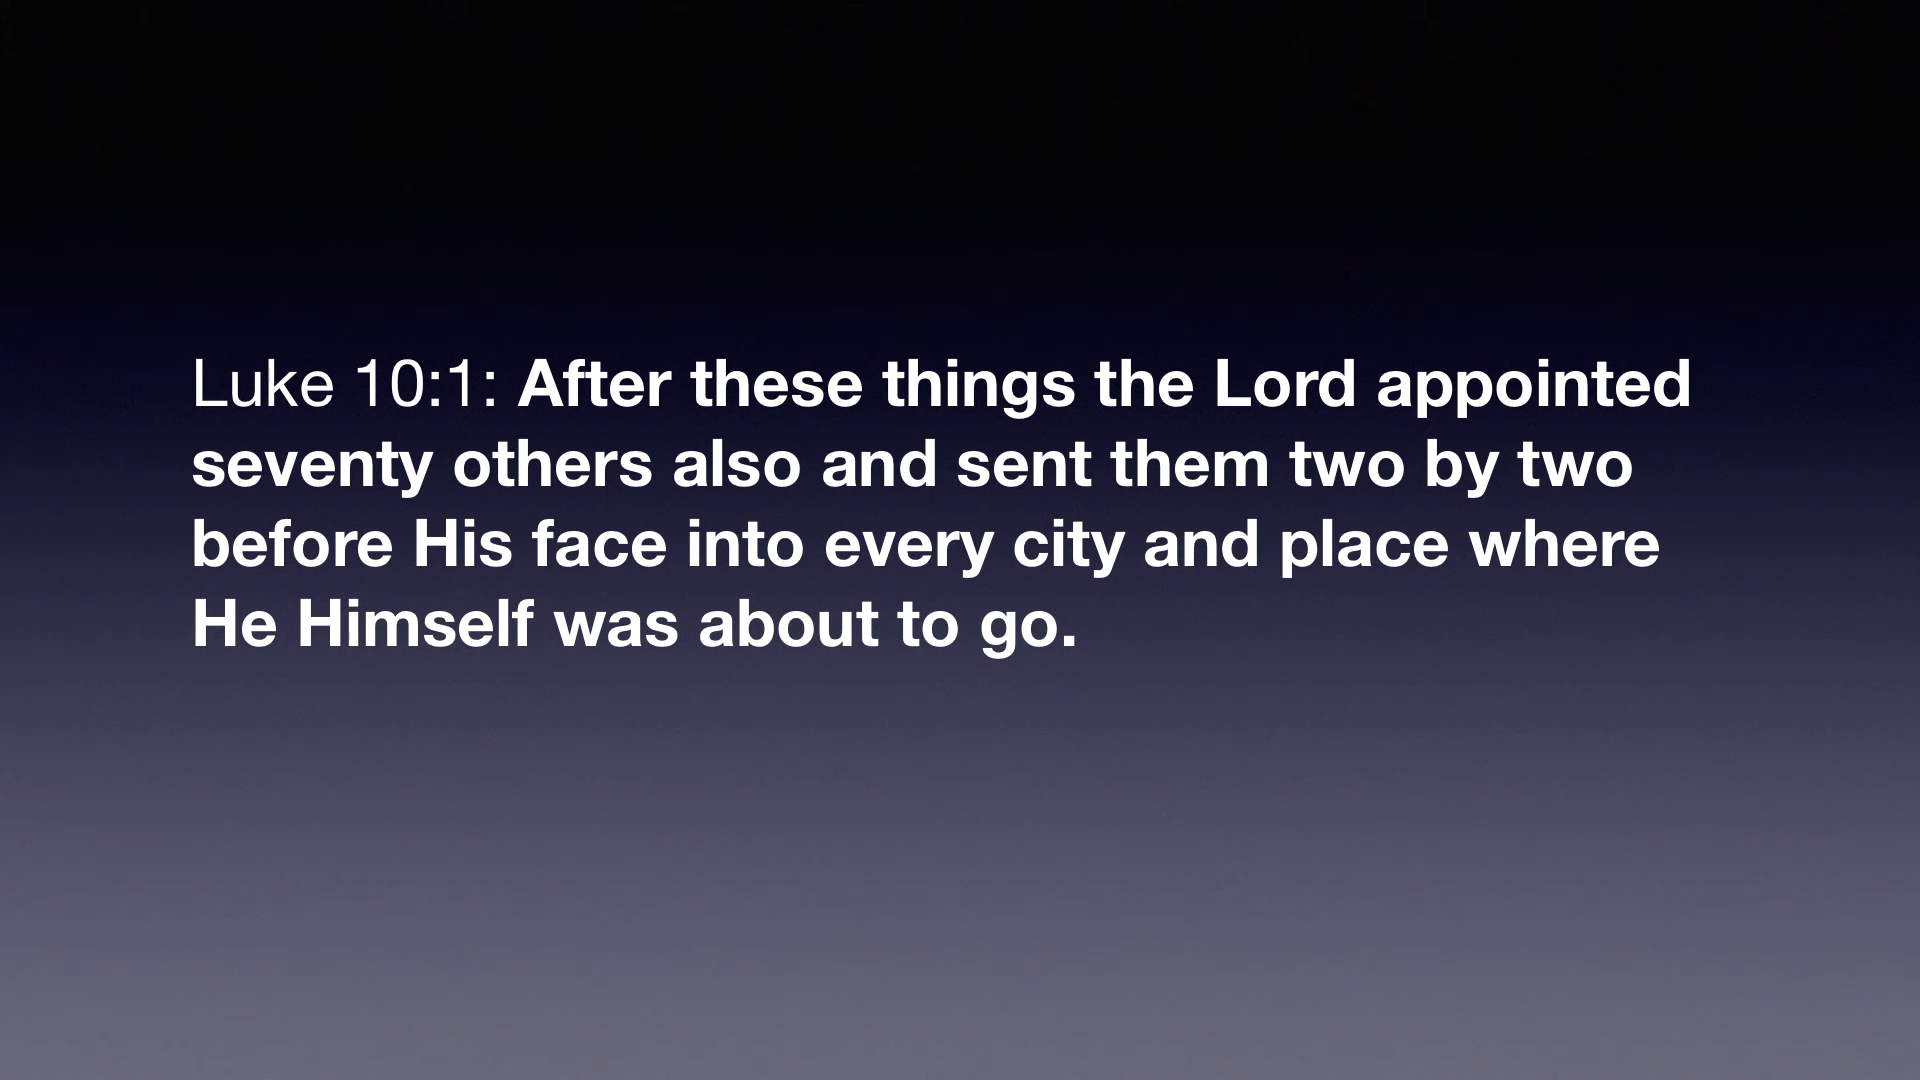 Luke 10:1: After these things the Lord appointed
seventy others also and sent them two by two
before His face into every city and place where
He Himself was about to go.